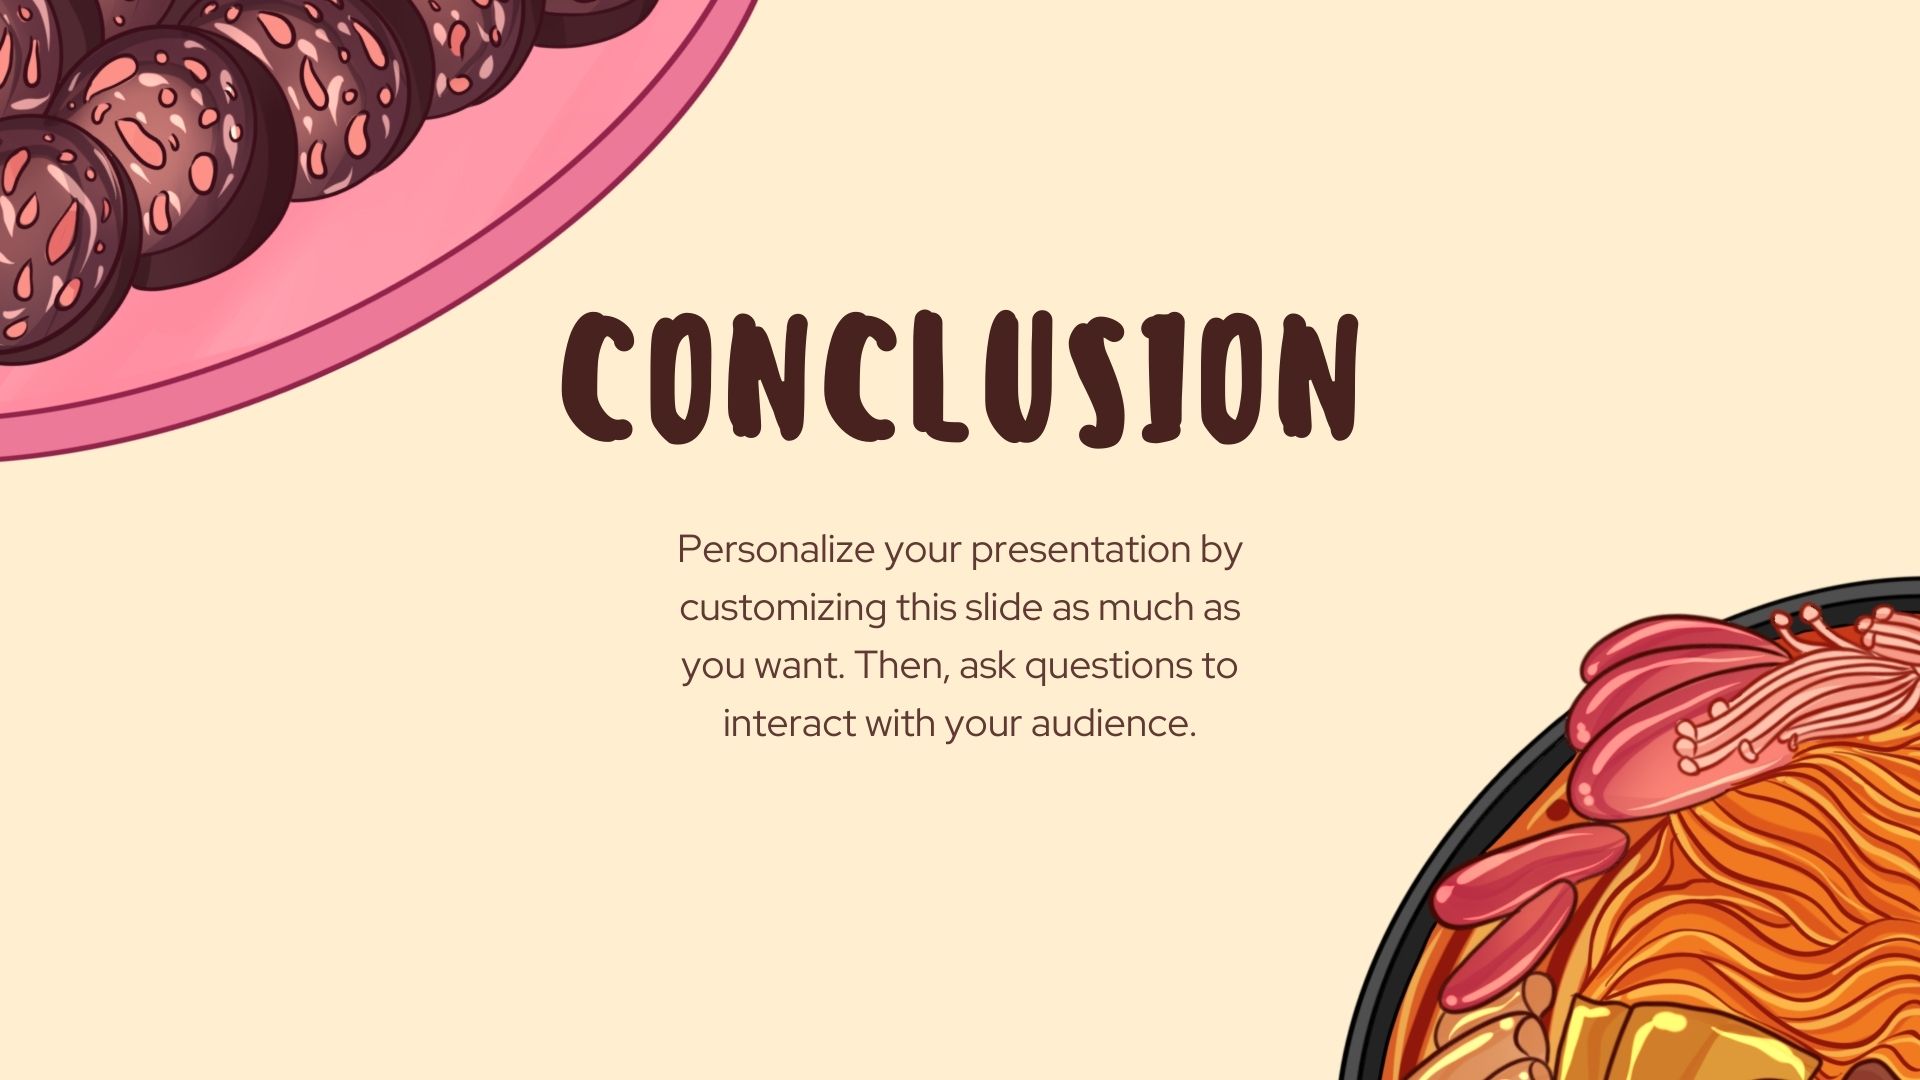 CONCLUSION
Personalize your presentation by
customizing this slide as much as
you want. Then, ask questions to
interact with your audience.